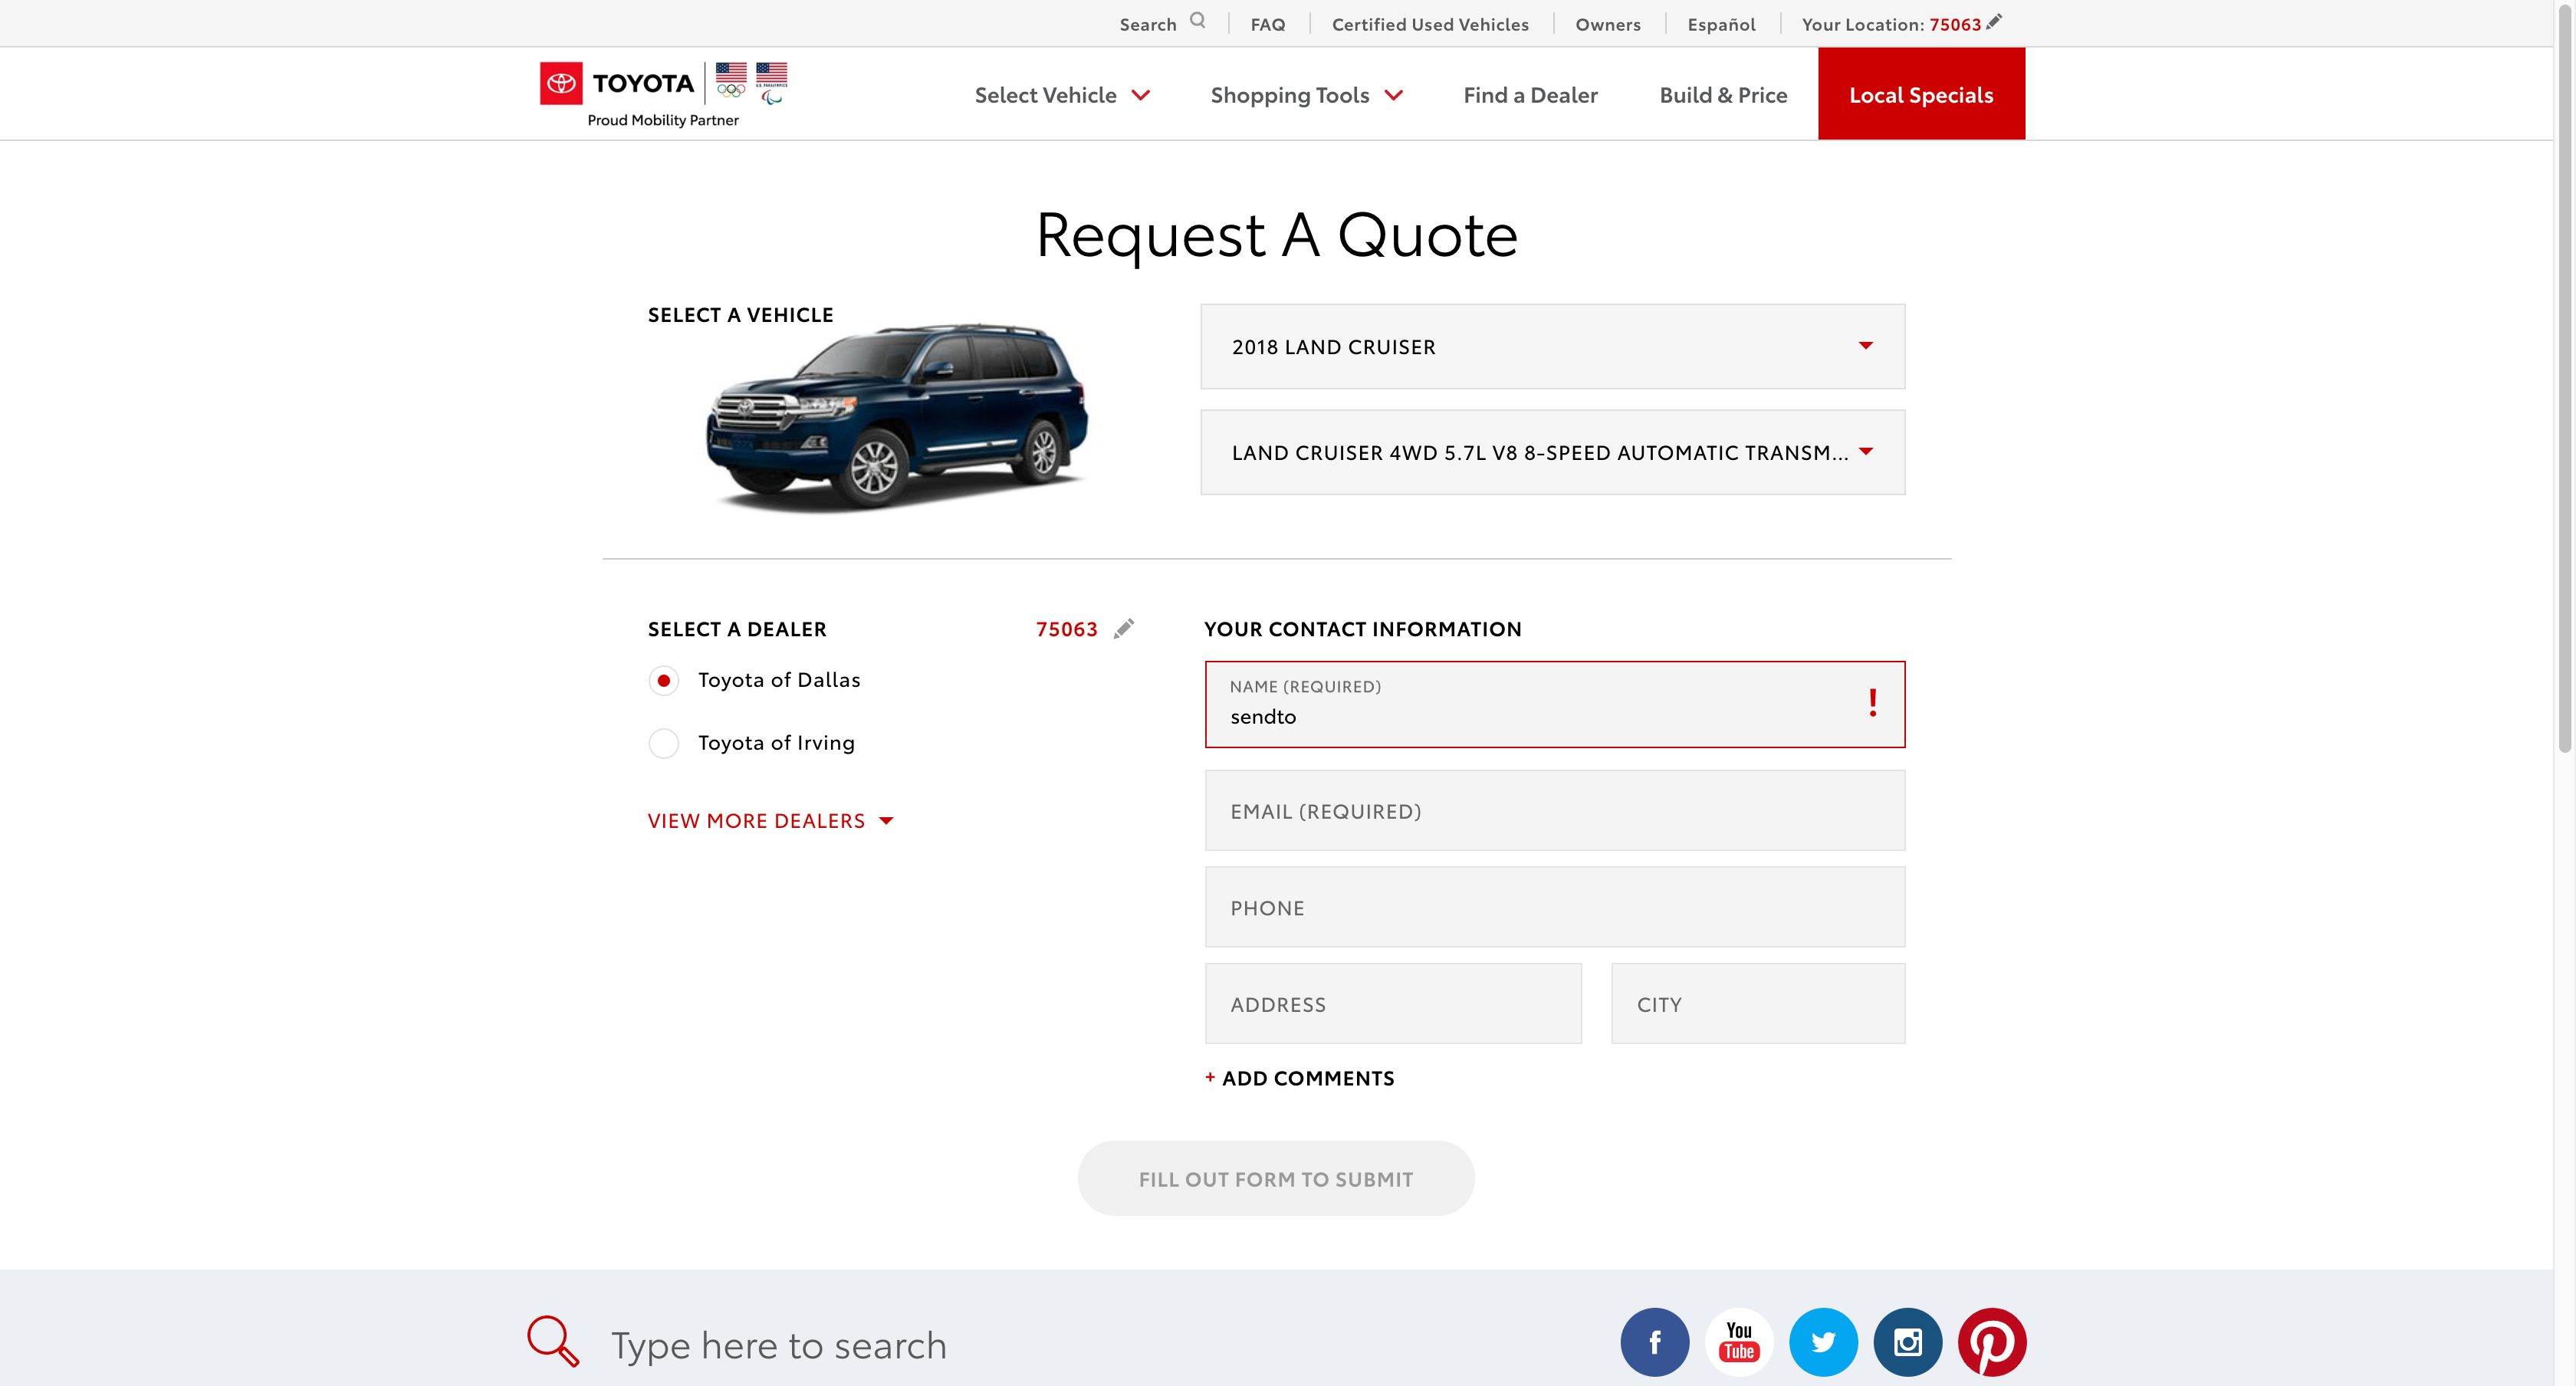 Search
FAQ
Certified Used Vehicles
Owners
Español
Your Location: 75063
TOYOTA
Proud Mobility Partner
Select Vehicle
Shopping Tools
Find a Dealer
Build & Price
Local Specials
Request A Quote
SELECT A VEHICLE
2018 LAND CRUISER
LAND CRUISER 4WD 5.7L V8 8-SPEED AUTOMATIC TRANSM...
SELECT A DEALER
75063
Toyota of Dallas
Toyota of Irving
VIEW MORE DEALERS
YOUR CONTACT INFORMATION
NAME (REQUIRED)
sendto
!
EMAIL (REQUIRED)
PHONE
ADDRESS
CITY
+ ADD COMMENTS
FILL OUT FORM TO SUBMIT
Type here to search
f
You
Tube